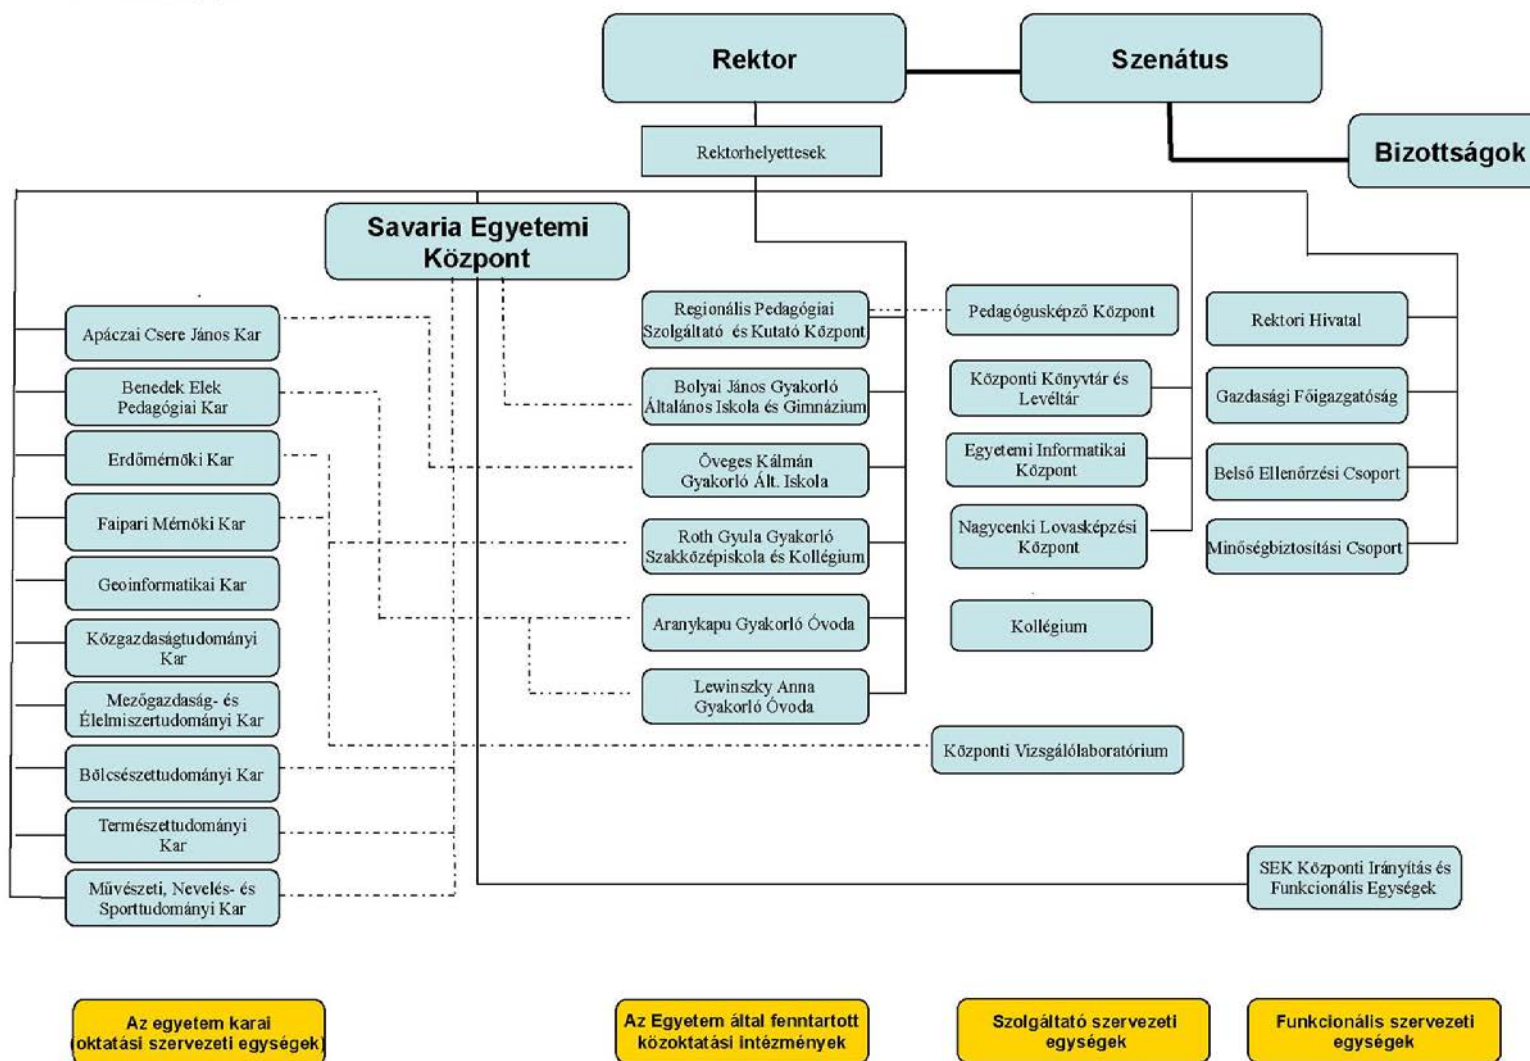 Rektor
Szenátus
Rektorhelyettesek
Bizottságok
Savaria Egyetemi
Központ
Apáczai Csere János Kar
Benedek Elek
Pedagógiai Kar
Erdőmérnöki Kar
Faipari Mérnöki Kar
Geoinformatikai Kar
Közgazdaságtudományi
Kar
Mezőgazdaság- és
Élelmiszertudományi Kar
Bölcsészettudományi Kar
Természettudományi
Kar
Művészeti, Nevelés- és
Sporttudományi Kar
Regionális Pedagógiai
Szolgáltató és Kutató Központ
Bolyai János Gyakorló
Általános Iskola és Gimnázium
Öveges Kálmán
Gyakorló Ált. Iskola
Roth Gyula Gyakorló
Szakközépiskola és Kollégium
Aranykapu Gyakorló Óvoda
Lewinszky Anna
Gyakorló Óvoda
Pedagógusképző Központ
Központi Könyvtár és
Levéltár
Egyetemi Informatikai
Központ
Nagycenki Lovasképzési
Központ
Kollégium
Központi Vizsgálólaboratórium
Rektori Hivatal
Gazdasági Főigazgatóság
Belső Ellenőrzési Csoport
Minőségbiztosítási Csoport
SEK Központi Irányítás és
Funkcionális Egységek
Az egyetem karai
(oktatási szervezeti egységek)
Az Egyetem által fenntartott
közoktatási intézmények
Szolgáltató szervezeti
egységek
Funkcionális szervezeti
egységek